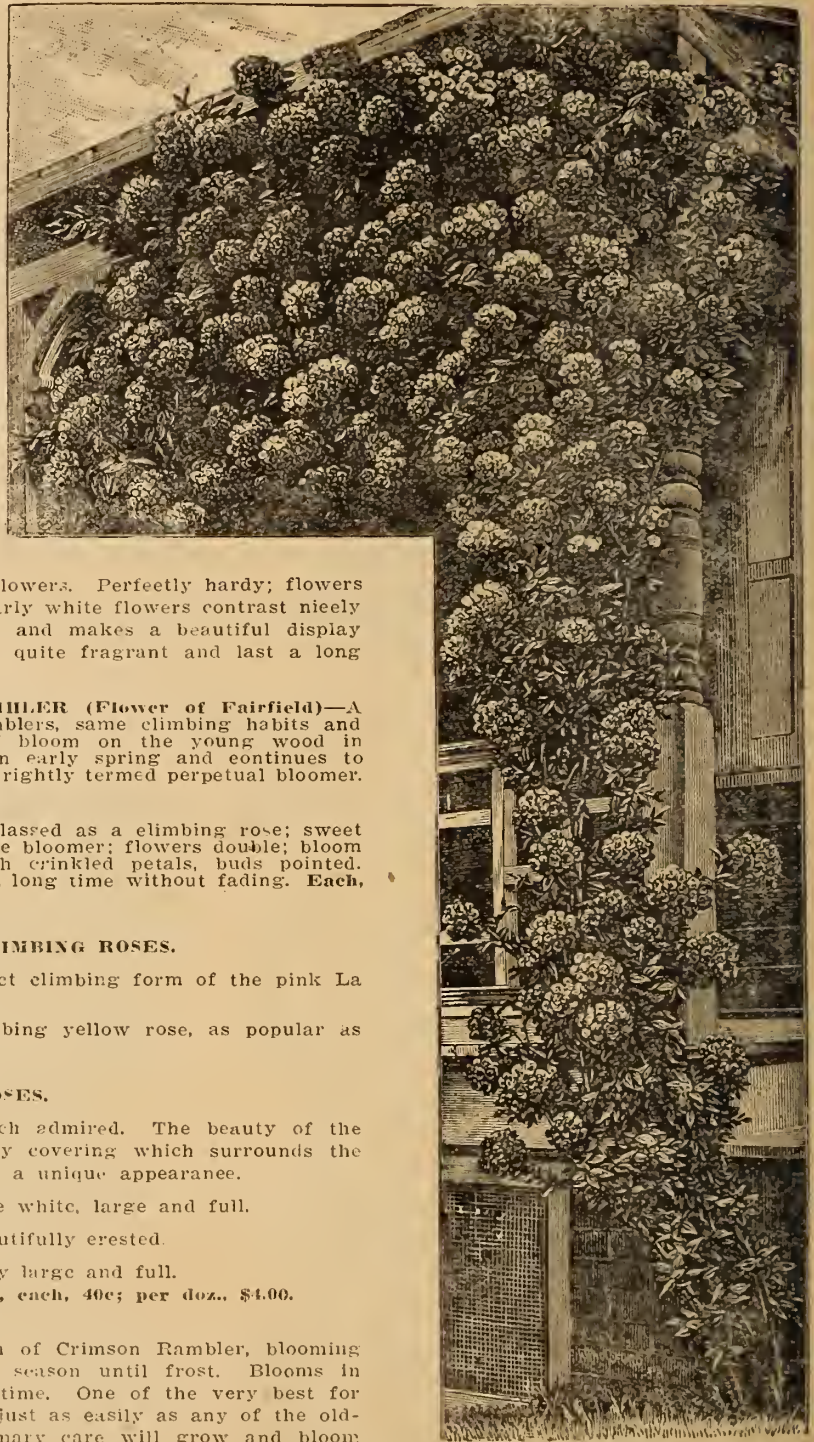 lowers. Perfectly hardy; flowers
rly white flowers contrast nicely
and makes a beautiful display
quite fragrant and last a long
HILER (Flower of Fairfield)—A
blers, same climbing habits and
bloom on the young wood in
n early spring and continues to
rightly termed perpetual bloomer.
lassed as a climbing rose; sweet
e bloomer; flowers double; bloom
h crinkled petals, buds pointed.
long time without fading. Each,
IMBING ROSES.
ct climbing form of the pink La
bing yellow rose, as popular as
OSES.
ch admired. The beauty of the
y covering which surrounds the
a unique appearance.
e white, large and full.
utifully crested.
y large and full.
, each, 40c; per doz., $4.00.
n of Crimson Rambler, blooming
season until frost. Blooms in
time. One of the very best for
just as easily as any of the old-
nary care will grow and bloom